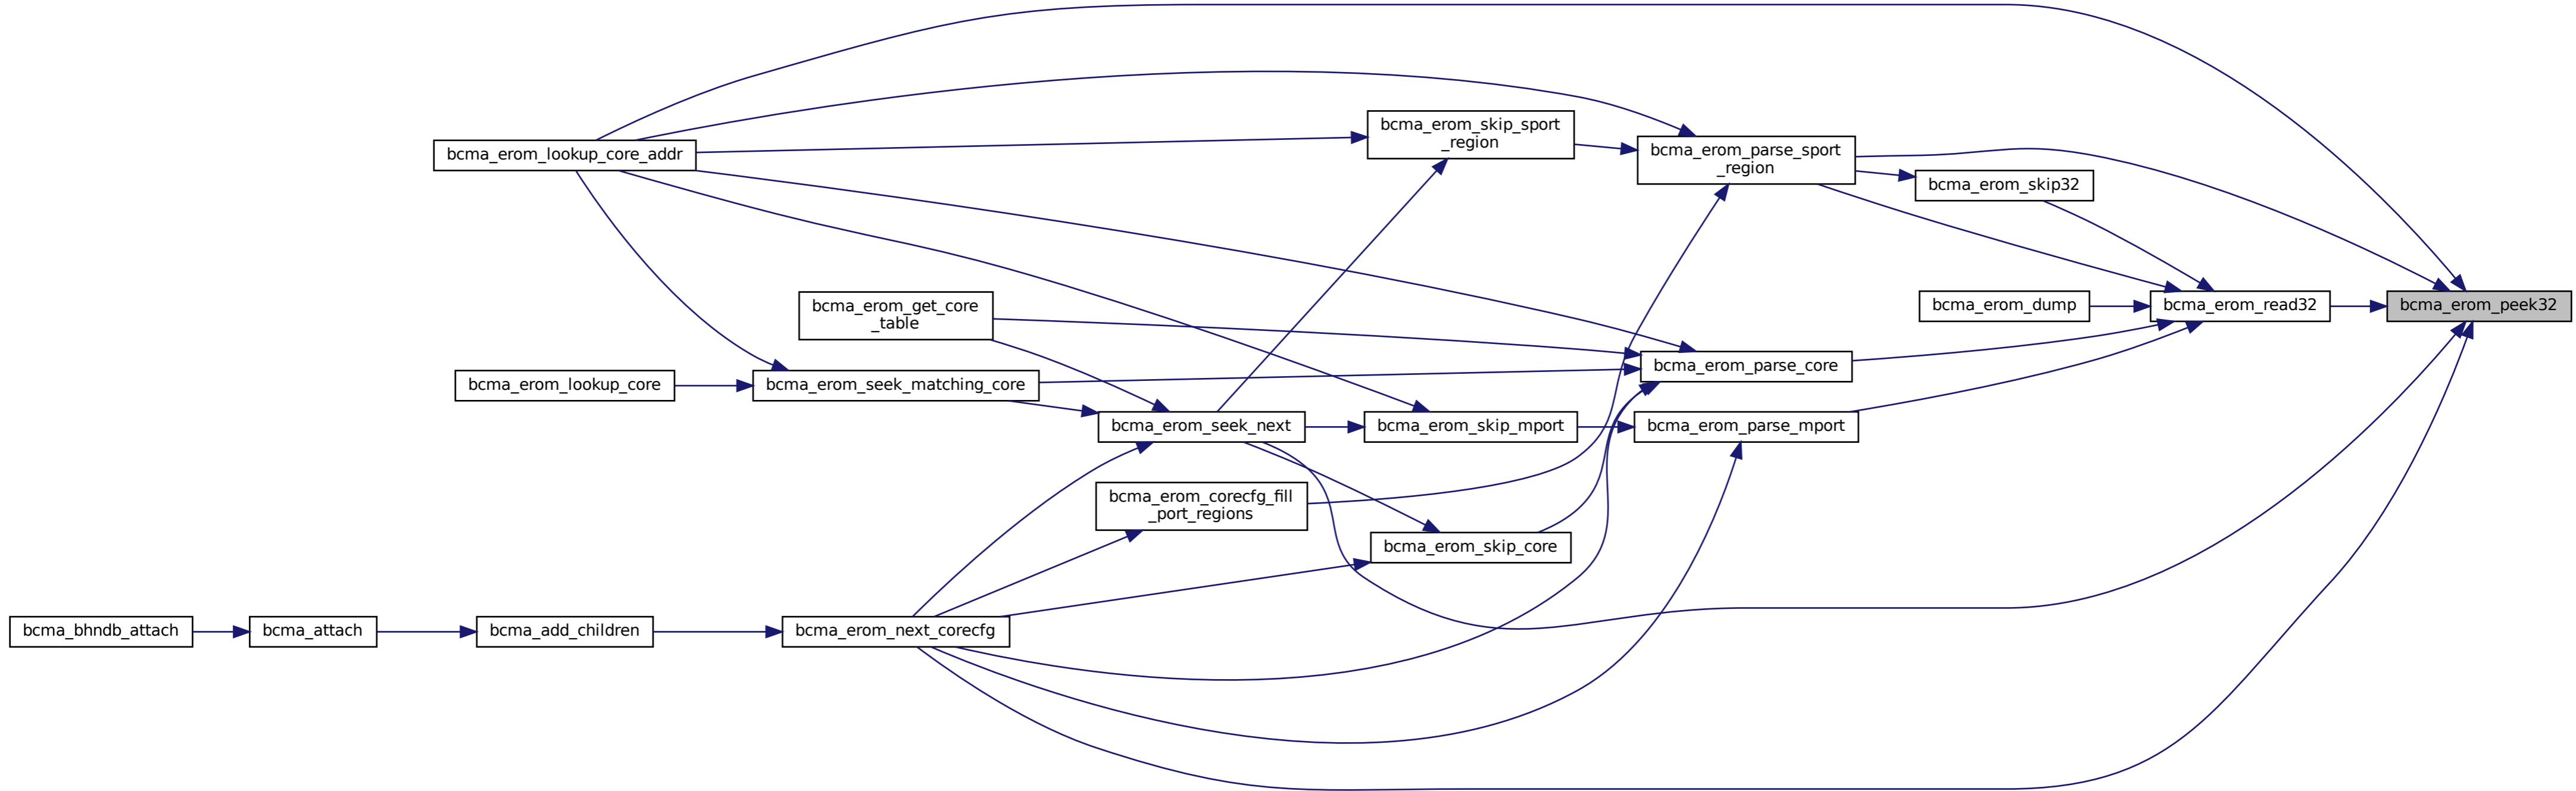 bcma_erom_skip_sport
_region
bcma_erom_parse_sport
_region
bcma_erom_lookup_core_addr
bcma_erom_skip32
bcma_erom_get_core
_table
bcma_erom_dump
bcma_erom_read32
bcma_erom_peek32
bcma_erom_parse_core
bcma_erom_lookup_core
bcma_erom_seek_matching_core
bcma_erom_seek_next
bcma_erom_skip_mport
bcma_erom_parse_mport
bcma_erom_corecfg_fill
_port_regions
bcma_erom_skip_core
bcma_bhndb_attach
bcma_attach
bcma_add_children
bcma_erom_next_corecfg